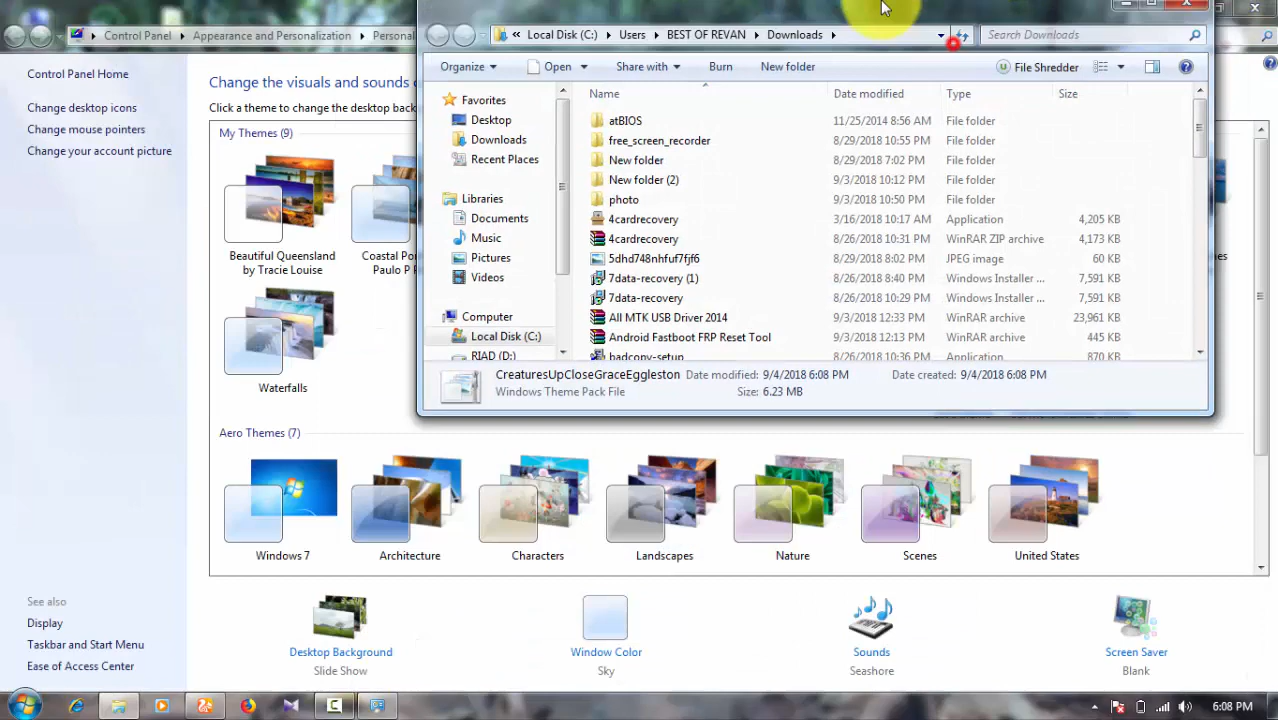 Control Panel ▸ Appearance and Personalization ▸ Personal
Control Panel Home
Change desktop icons
Change mouse pointers
Change your account picture
See also
Display
Taskbar and Start Menu
Ease of Access Center
Change the visuals and sounds o
Click a theme to change the desktop back
My Themes (9)
Beautiful Queensland
by Tracie Louise
Coastal Po
Paulo P
Waterfalls
Aero Themes (7)
Windows 7
Architecture
Characters
Landscapes
Nature
Scenes
United States
Desktop Background
Slide Show
Window Color
Sky
Sounds
Seashore
Screen Saver
Blank
« Local Disk (C:) ▸ Users ▸ BEST OF REVAN ▸ Downloads ▸
Search Downloads
Organize
Open
Share with
Burn
New folder
File Shredder
Favorites
Desktop
Downloads
Recent Places
Libraries
Documents
Music
Pictures
Videos
Computer
Local Disk (C:)
RIAD (D:)
Name Date modified Type Size
atBIOS 11/25/2014 8:56 AM File folder
free_screen_recorder 8/29/2018 10:55 PM File folder
New folder 8/29/2018 7:02 PM File folder
New folder (2) 9/3/2018 10:12 PM File folder
photo 9/3/2018 10:50 PM File folder
4cardrecovery 3/16/2018 10:17 AM Application 4,205 KB
4cardrecovery 8/26/2018 10:31 PM WinRAR ZIP archive 4,173 KB
5dhd748nhfuf7fjf6 8/29/2018 8:02 PM JPEG image 60 KB
7data-recovery (1) 8/26/2018 8:40 PM Windows Installer ... 7,591 KB
7data-recovery 8/26/2018 10:29 PM Windows Installer ... 7,591 KB
All MTK USB Driver 2014 9/3/2018 12:33 PM WinRAR archive 23,961 KB
Android Fastboot FRP Reset Tool 9/3/2018 12:13 PM WinRAR archive 445 KB
badcopy-setup 8/26/2018 10:36 PM Application 870 KB
CreaturesUpCloseGraceEggleston Date modified: 9/4/2018 6:08 PM Date created: 9/4/2018 6:08 PM
Windows Theme Pack File Size: 6.23 MB
6:08 PM